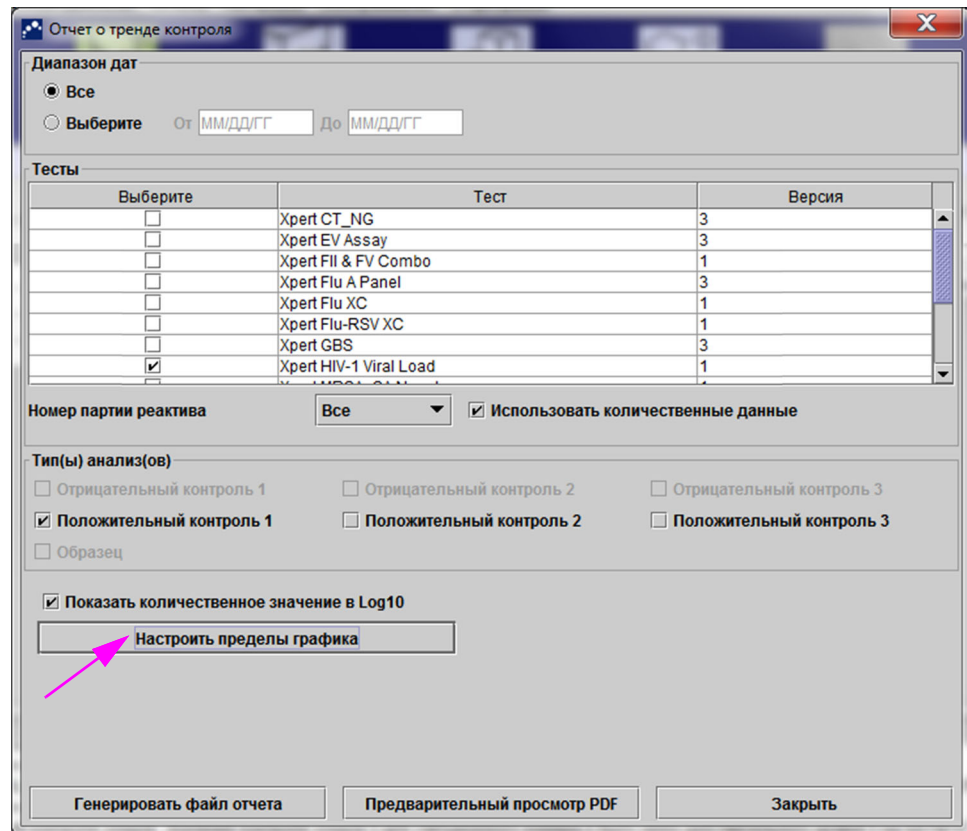 Отчет о тренде контроля
Диапазон дат
Все
Выберите От ММ/ДД/ГГ До ММ/ДД/ГГ
Тесты
Выберите Тест Версия
Xpert CT_NG 3
Xpert EV Assay 3
Xpert FII & FV Combo 1
Xpert Flu A Panel 3
Xpert Flu XC 1
Xpert Flu-RSV XC 1
Xpert GBS 3
Xpert HIV-1 Viral Load 1
Номер партии реактива Все Использовать количественные данные
Тип(ы) анализ(ов)
Отрицательный контроль 1 Отрицательный контроль 2 Отрицательный контроль 3
Положительный контроль 1 Положительный контроль 2 Положительный контроль 3
Образец
Показать количественное значение в Log10
Настроить пределы графика
Генерировать файл отчета Предварительный просмотр PDF Закрыть